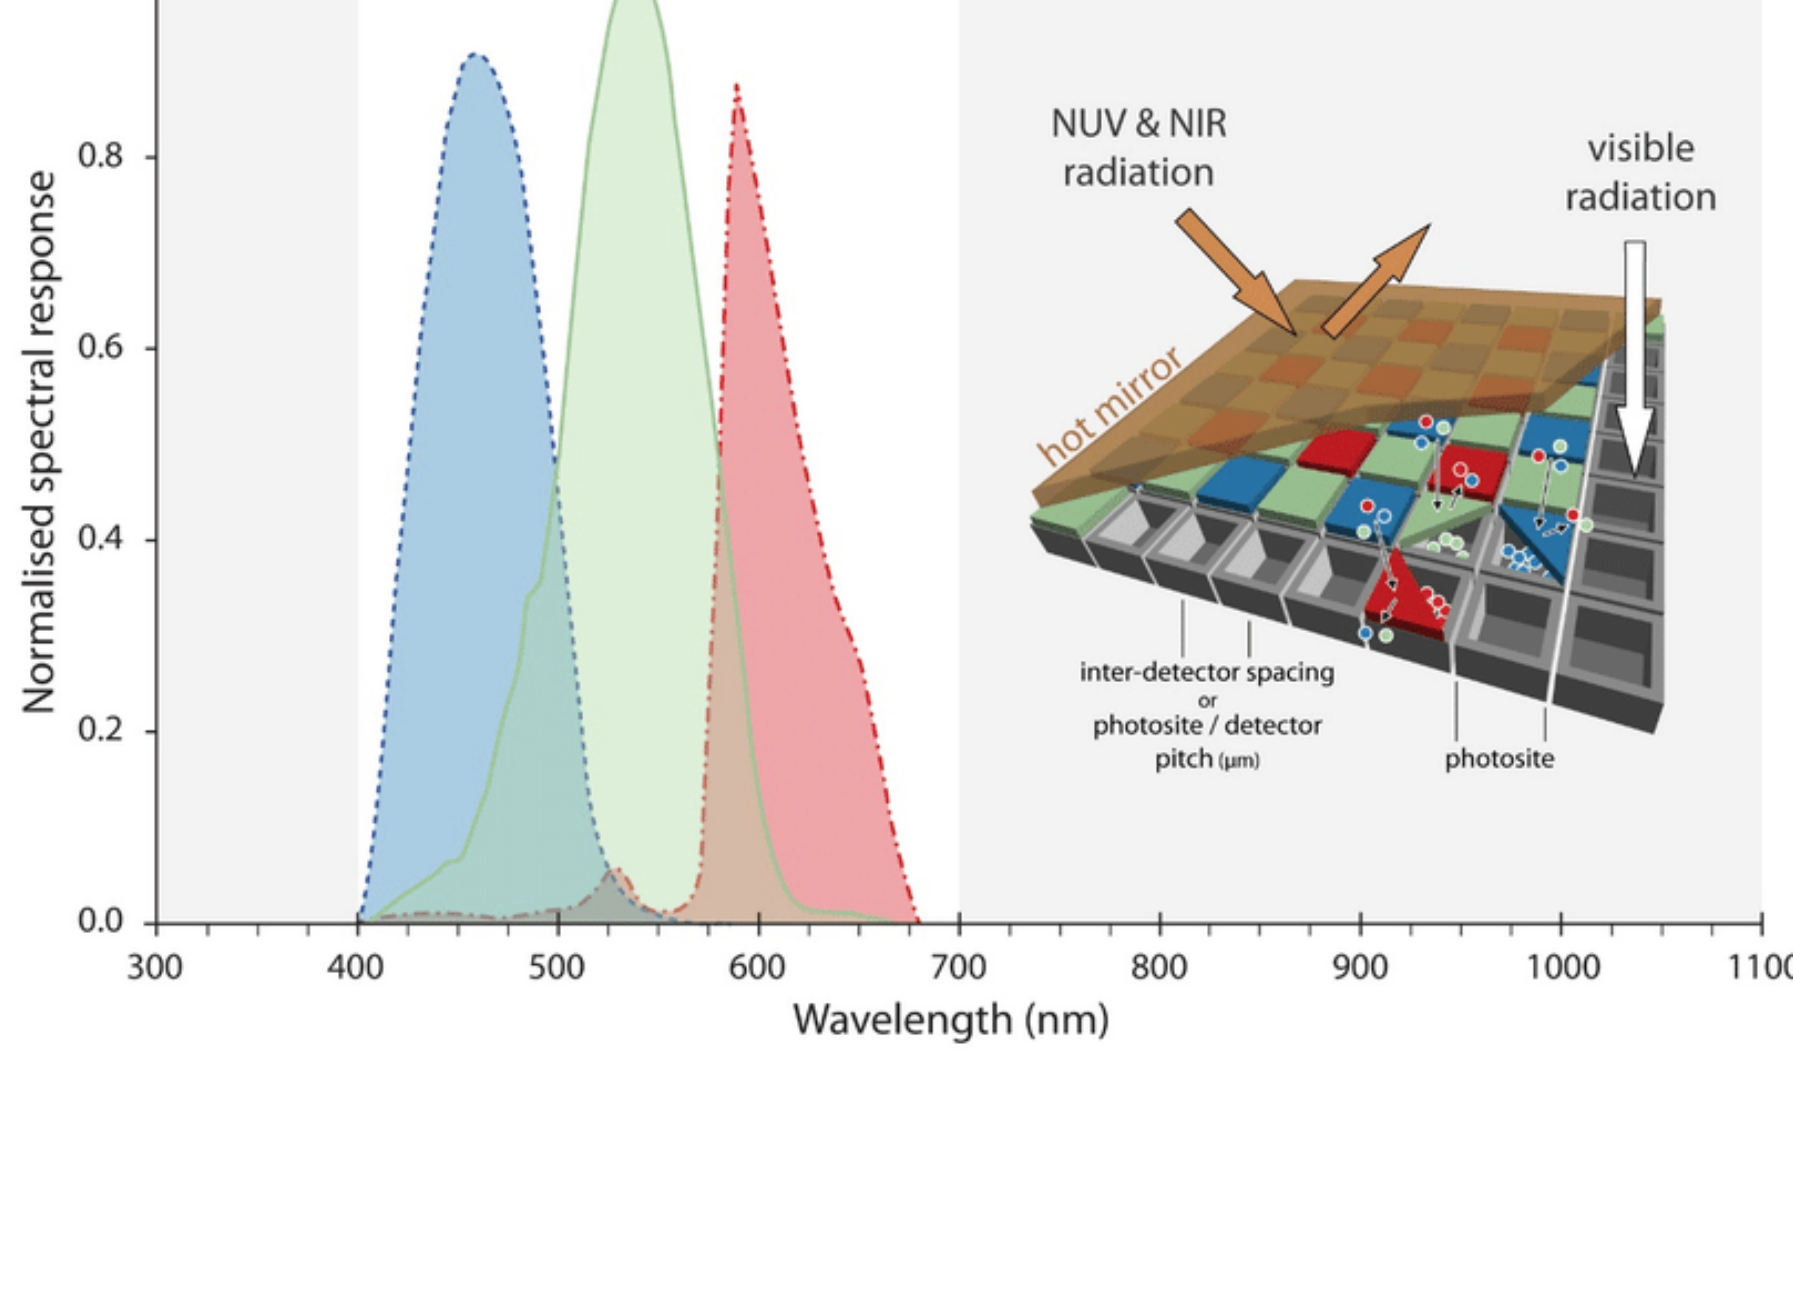 NUV & NIR
radiation
visible
radiation
hot mirror
inter-detector spacing
or
photosite / detector
pitch (μm)
photosite
Normalised spectral response
0.8
0.6
0.4
0.2
0.0
300 400 500 600 700 800 900 1000 1100
Wavelength (nm)